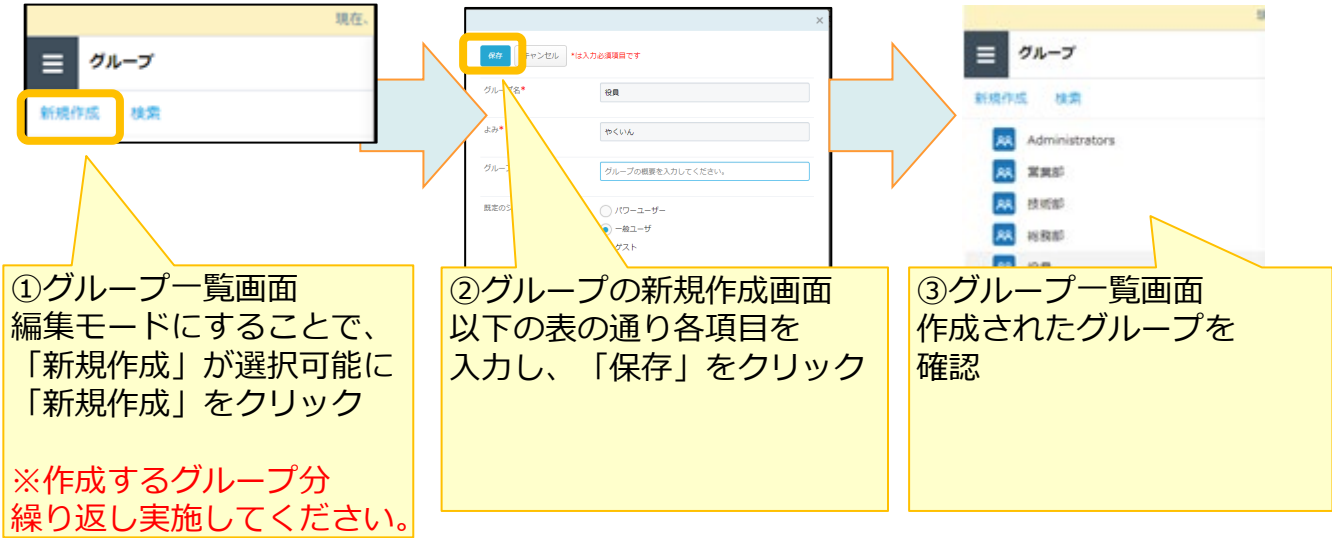 現在、
グループ
新規作成 検索
①グループ一覧画面
編集モードにすることで、
「新規作成」が選択可能に
「新規作成」をクリック
※作成するグループ分
繰り返し実施してください。
×
保存 キャンセル *は入力必須項目です
グループ名* 役員
よみ* やくいん
グループ グループの概要を入力してください。
既定の
パワーユーザー
一般ユーザ
ゲスト
②グループの新規作成画面
以下の表の通り各項目を
入力し、「保存」をクリック
グループ
新規作成 検索
Administrators
営業部
技術部
総務部
役員
③グループ一覧画面
作成されたグループを
確認